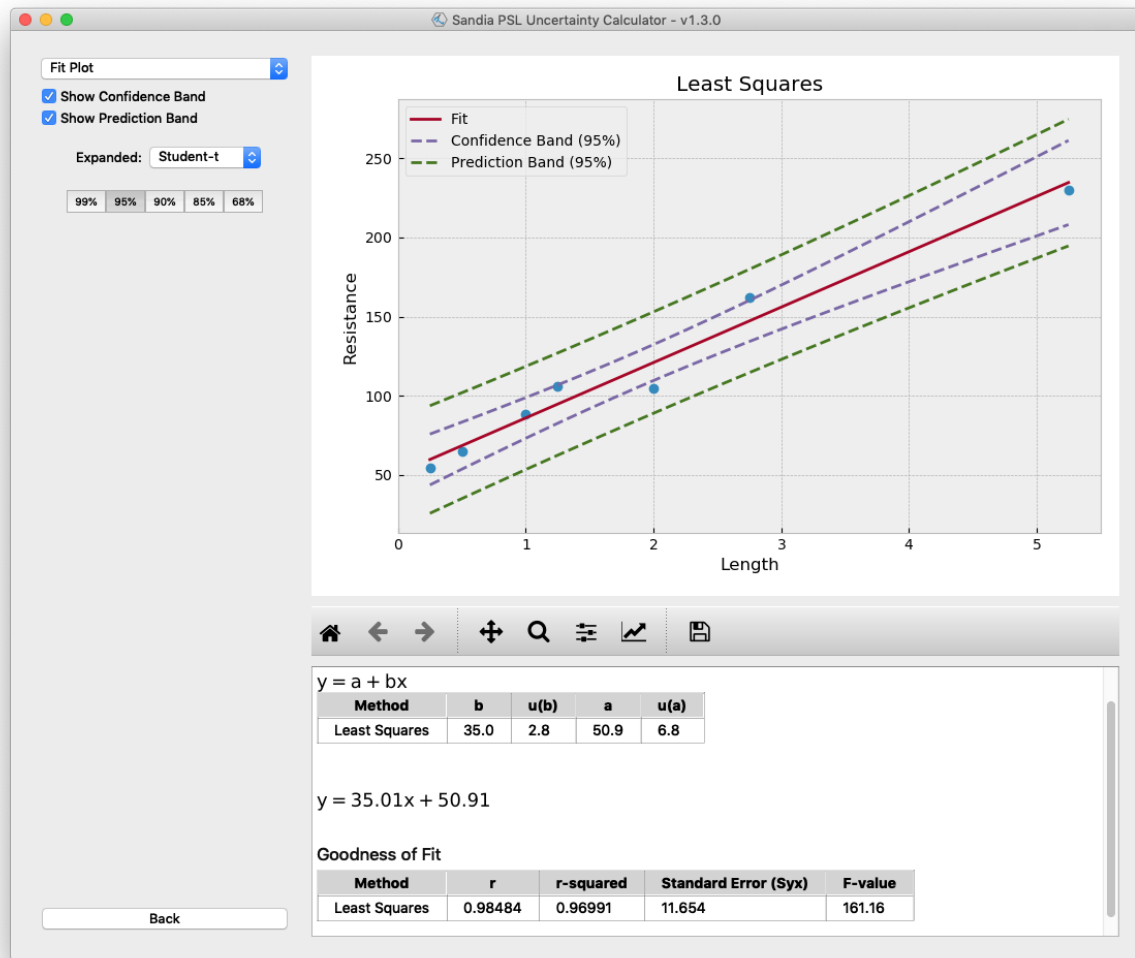 Sandia PSL Uncertainty Calculator - v1.3.0
Fit Plot
Show Confidence Band
Show Prediction Band
Expanded: Student-t
99% 95% 90% 85% 68%
Back
Least Squares
Fit
Confidence Band (95%)
Prediction Band (95%)
Resistance
250
200
150
100
50
0 1 2 3 4 5
Length
y = a + bx
Method b u(b) a u(a)
Least Squares 35.0 2.8 50.9 6.8
y = 35.01x + 50.91
Goodness of Fit
Method r r-squared Standard Error (Syx) F-value
Least Squares 0.98484 0.96991 11.654 161.16